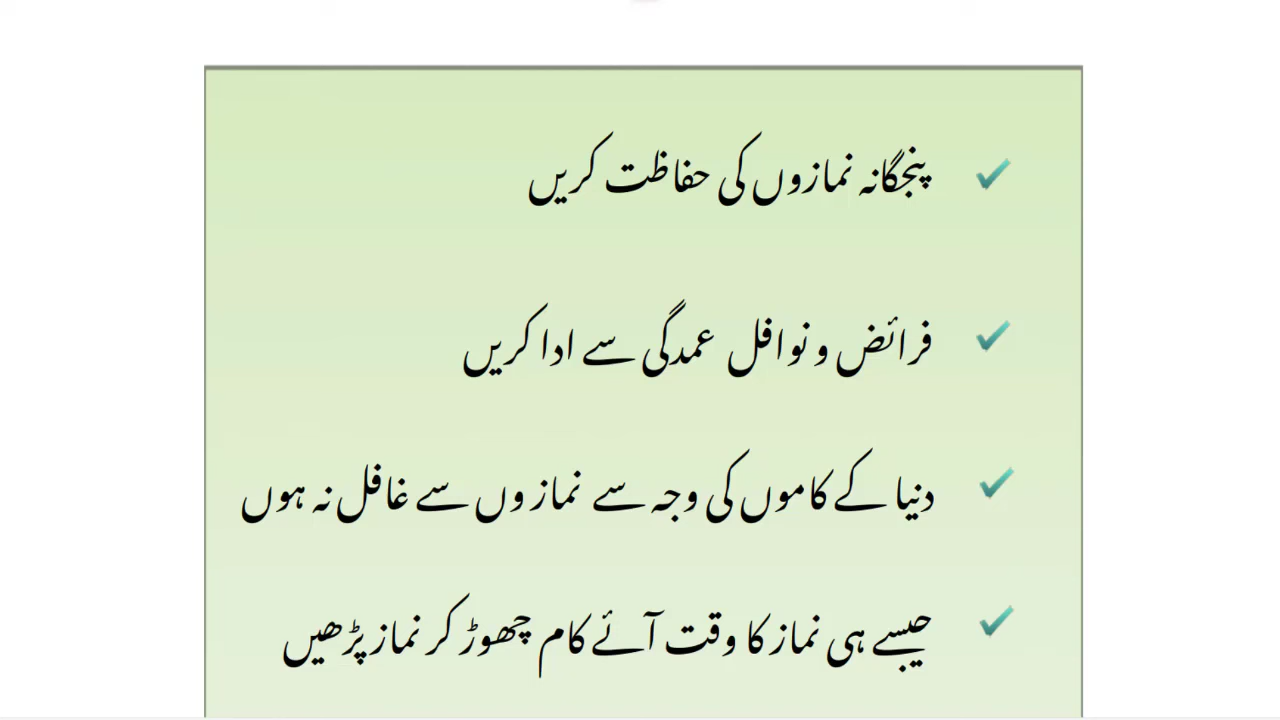 پنجگانہ نمازوں کی حفاظت کریں
فرائض و نوافل عمدگی سے ادا کریں
دنیا کے کاموں کی وجہ سے نمازوں سے غافل نہ ہوں
جیسے ہی نماز کا وقت آئے کام چھوڑ کر نماز پڑھیں